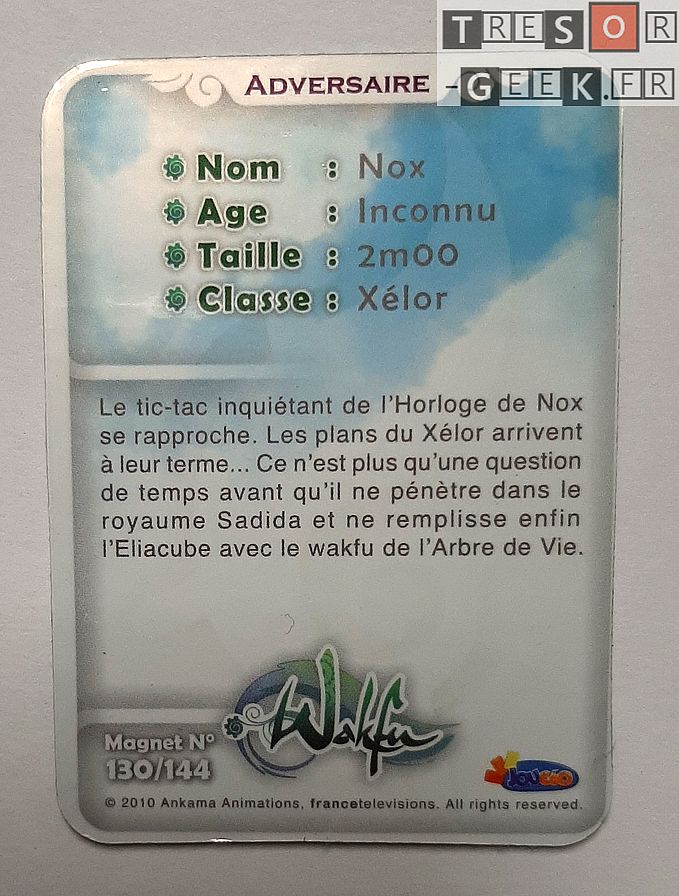 TRESOR
GEEK.FR
ADVERSAIRE –
Nom : Nox
Age : Inconnu
Taille : 2m00
Classe : Xélor
Le tic-tac inquiétant de l'Horloge de Nox
se rapproche. Les plans du Xélor arrivent
à leur terme... Ce n'est plus qu'une question
de temps avant qu'il ne pénètre dans le
royaume Sadida et ne remplisse enfin
l'Eliacube avec le wakfu de l'Arbre de Vie.
Wakfu
Magnet N°
130/144
JOUéCO
© 2010 Ankama Animations, francetelevisions. All rights reserved.